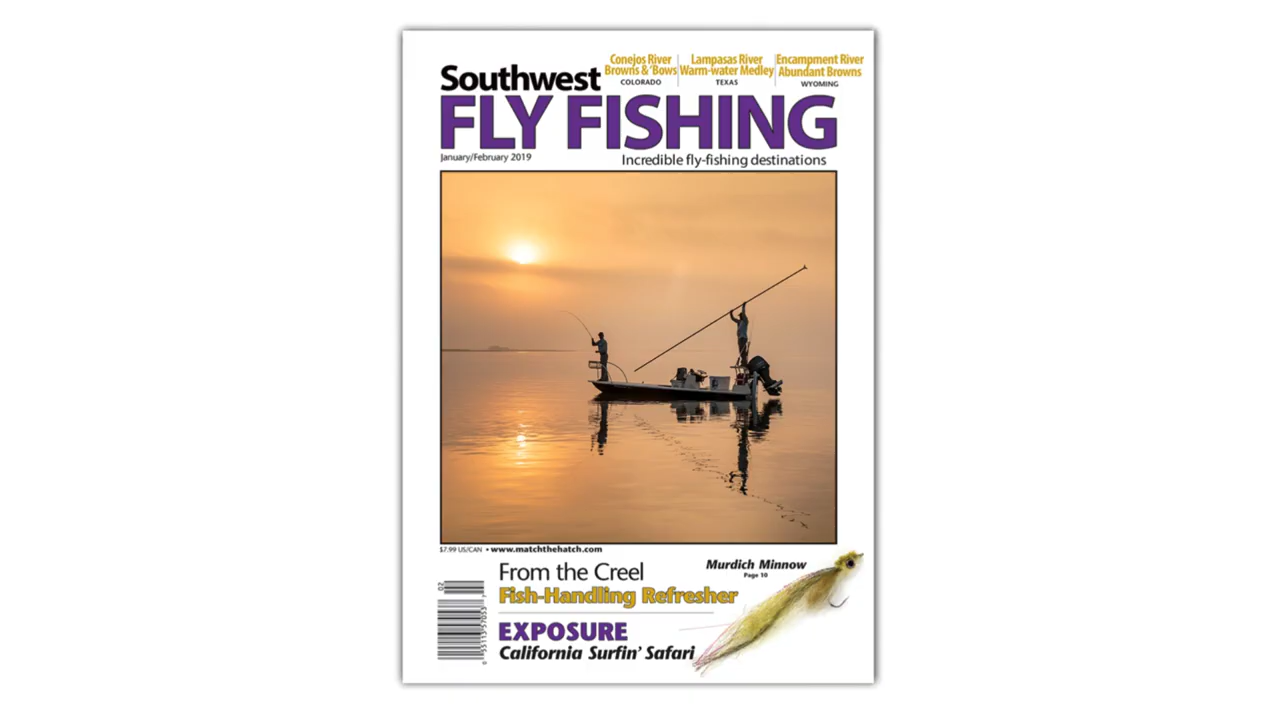 Conejos River
Browns & 'Bows
COLORADO
Lampasas River
Warm-water Medley
TEXAS
Encampment River
Abundant Browns
WYOMING
Southwest
FLY FISHING
January/February 2019
Incredible fly-fishing destinations
$7.99 US/CAN • www.matchthehatch.com
From the Creel
Fish-Handling Refresher
EXPOSURE
California Surfin' Safari
Murdich Minnow
Page 10
02